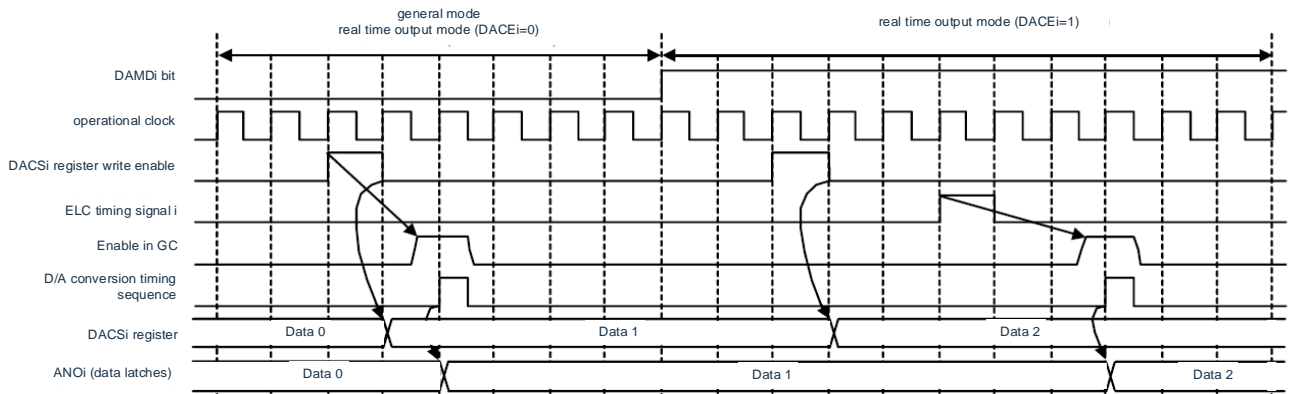 general mode
real time output mode (DACEi=0)
real time output mode (DACEi=1)
DAMDi bit
operational clock
DACSi register write enable
ELC timing signal i
Enable in GC
D/A conversion timing
sequence
DACSi register
Data 0
Data 1
Data 2
ANOi (data latches)
Data 0
Data 1
Data 2